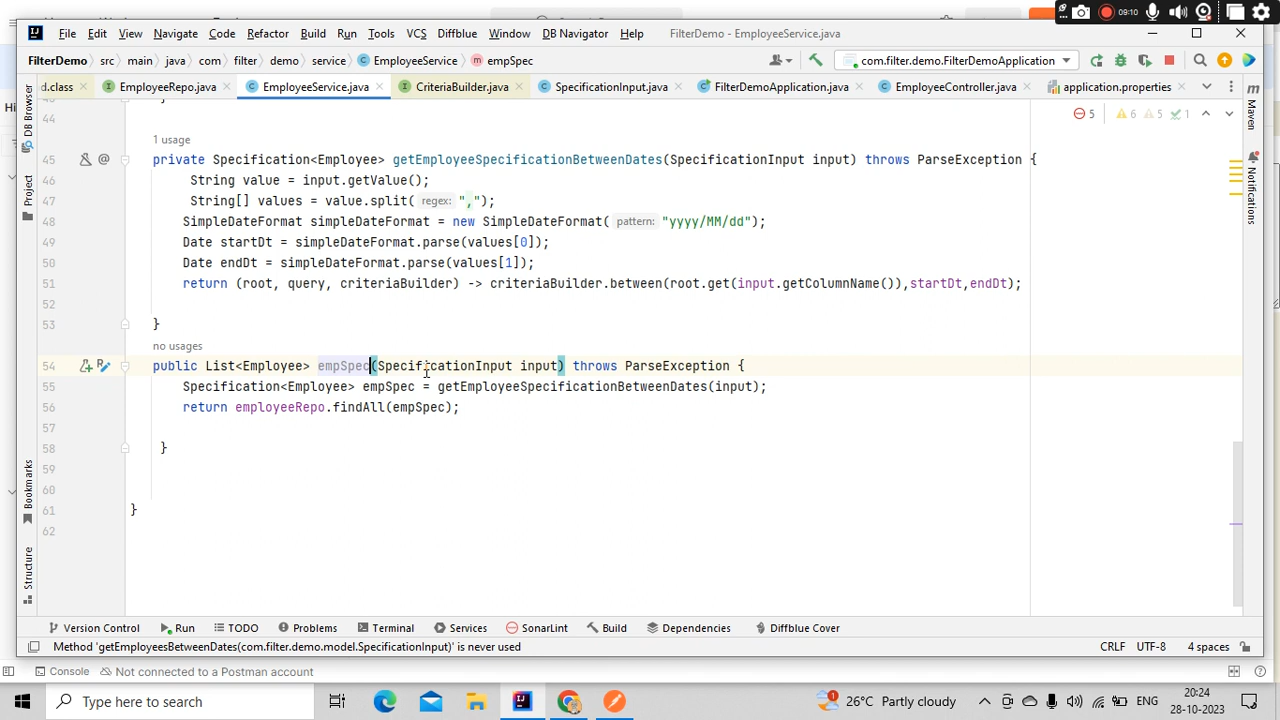 09:10
File Edit View Navigate Code Refactor Build Run Tools VCS Diffblue Window DB Navigator Help FilterDemo - EmployeeService.java
FilterDemo src main java com filter demo service EmployeeService empSpec com.filter.demo.FilterDemoApplication
d.class EmployeeRepo.java EmployeeService.java CriteriaBuilder.java SpecificationInput.java FilterDemoApplication.java EmployeeController.java application.properties
5 6 5 1
44
1 usage
45 private Specification<Employee> getEmployeeSpecificationBetweenDates(SpecificationInput input) throws ParseException {
46 String value = input.getValue();
47 String[] values = value.split( regex: ",");
48 SimpleDateFormat simpleDateFormat = new SimpleDateFormat( pattern: "yyyy/MM/dd");
49 Date startDt = simpleDateFormat.parse(values[0]);
50 Date endDt = simpleDateFormat.parse(values[1]);
51 return (root, query, criteriaBuilder) -> criteriaBuilder.between(root.get(input.getColumnName()),startDt,endDt);
52
53 }
no usages
54 public List<Employee> empSpec(SpecificationInput input) throws ParseException {
55 Specification<Employee> empSpec = getEmployeeSpecificationBetweenDates(input);
56 return employeeRepo.findAll(empSpec);
57
58 }
59
60
61 }
62
DB Browser
Project
Bookmarks
Structure
Maven
Notifications
Version Control Run TODO Problems Terminal Services SonarLint Build Dependencies Diffblue Cover
Method 'getEmployeesBetweenDates(com.filter.demo.model.SpecificationInput)' is never used CRLF UTF-8 4 spaces
Console Not connected to a Postman account
Type here to search 26°C Partly cloudy ENG 20:24
28-10-2023